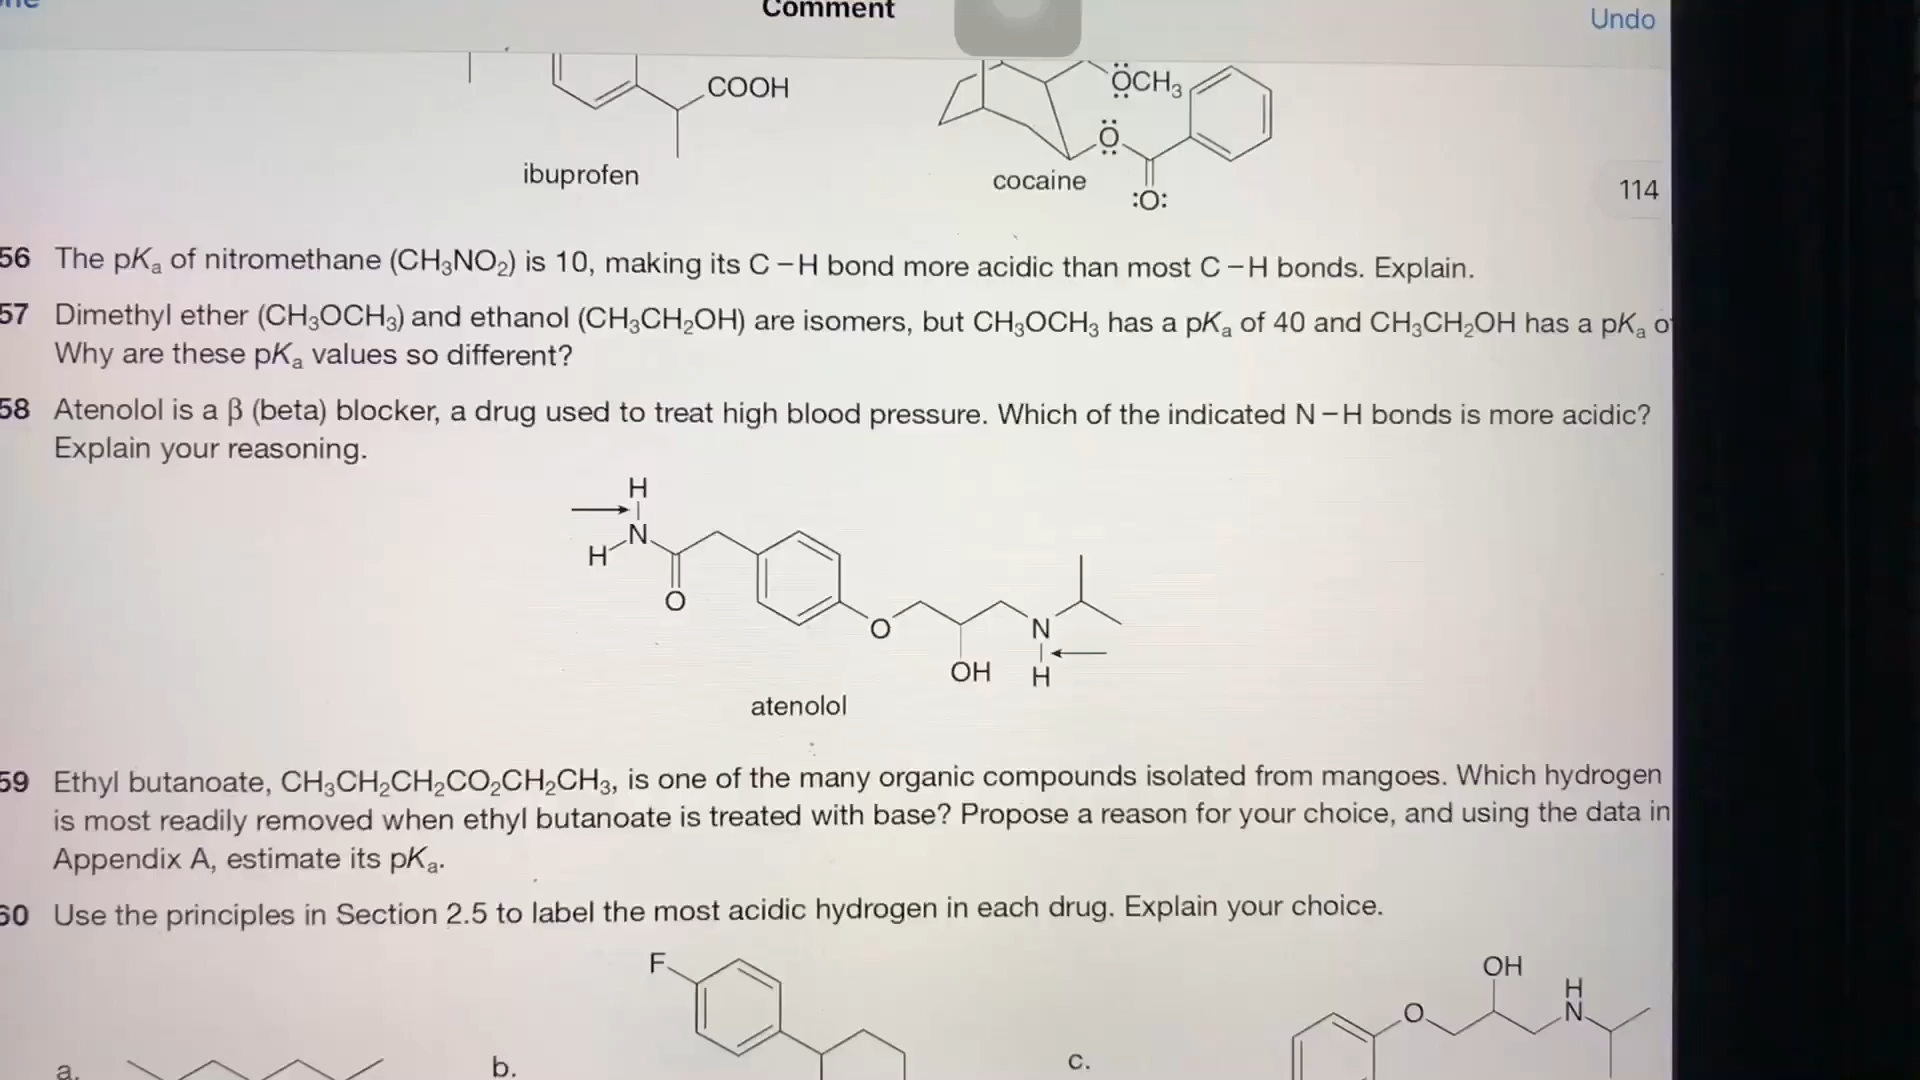 Comment
Undo
COOH
ÖCH₃
Ö
:O:
ibuprofen
cocaine
114
56 The pKₐ of nitromethane (CH₃NO₂) is 10, making its C–H bond more acidic than most C–H bonds. Explain.
57 Dimethyl ether (CH₃OCH₃) and ethanol (CH₃CH₂OH) are isomers, but CH₃OCH₃ has a pKₐ of 40 and CH₃CH₂OH has a pKₐ
Why are these pKₐ values so different?
58 Atenolol is a β (beta) blocker, a drug used to treat high blood pressure. Which of the indicated N–H bonds is more acidic?
Explain your reasoning.
H
N
H
O
O
N
OH
H
atenolol
59 Ethyl butanoate, CH₃CH₂CH₂CO₂CH₂CH₃, is one of the many organic compounds isolated from mangoes. Which hydrogen
is most readily removed when ethyl butanoate is treated with base? Propose a reason for your choice, and using the data in
Appendix A, estimate its pKₐ.
60 Use the principles in Section 2.5 to label the most acidic hydrogen in each drug. Explain your choice.
F
OH
H
N
O
a.
b.
c.